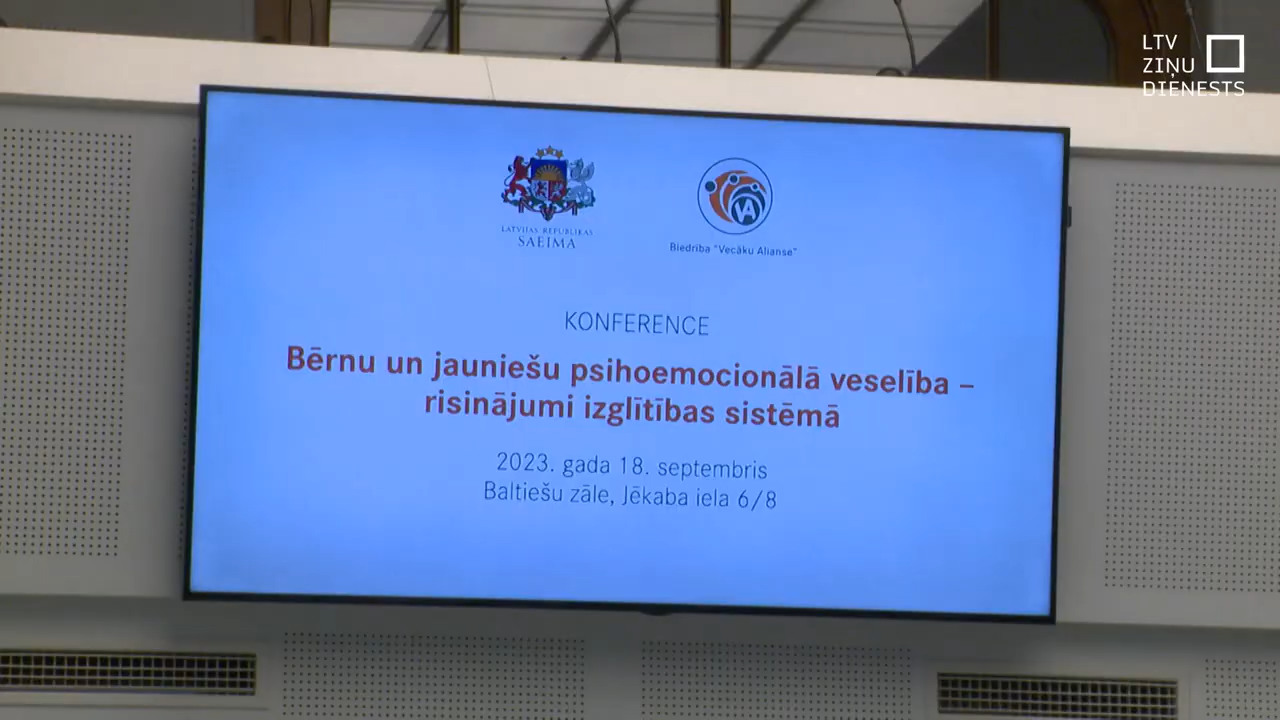 LTV
ZIŅU
DIENESTS
LATVIJAS REPUBLIKAS
SAEIMA
VA
Biedrība "Vecāku Alianse"
KONFERENCE
Bērnu un jauniešu psihoemocionālā veselība –
risinājumi izglītības sistēmā
2023. gada 18. septembris
Baltiešu zāle, Jēkaba iela 6/8